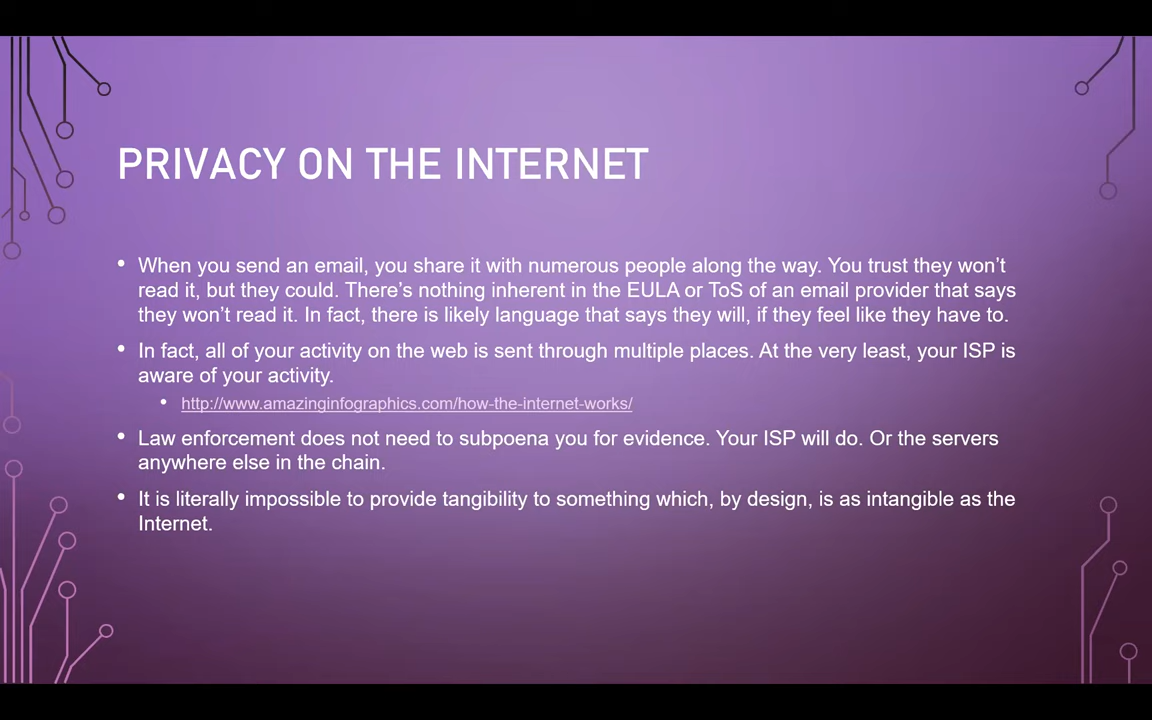 PRIVACY ON THE INTERNET
• When you send an email, you share it with numerous people along the way. You trust they won’t
read it, but they could. There’s nothing inherent in the EULA or ToS of an email provider that says
they won’t read it. In fact, there is likely language that says they will, if they feel like they have to.
• In fact, all of your activity on the web is sent through multiple places. At the very least, your ISP is
aware of your activity.
• http://www.amazinginfographics.com/how-the-internet-works/
• Law enforcement does not need to subpoena you for evidence. Your ISP will do. Or the servers
anywhere else in the chain.
• It is literally impossible to provide tangibility to something which, by design, is as intangible as the
Internet.